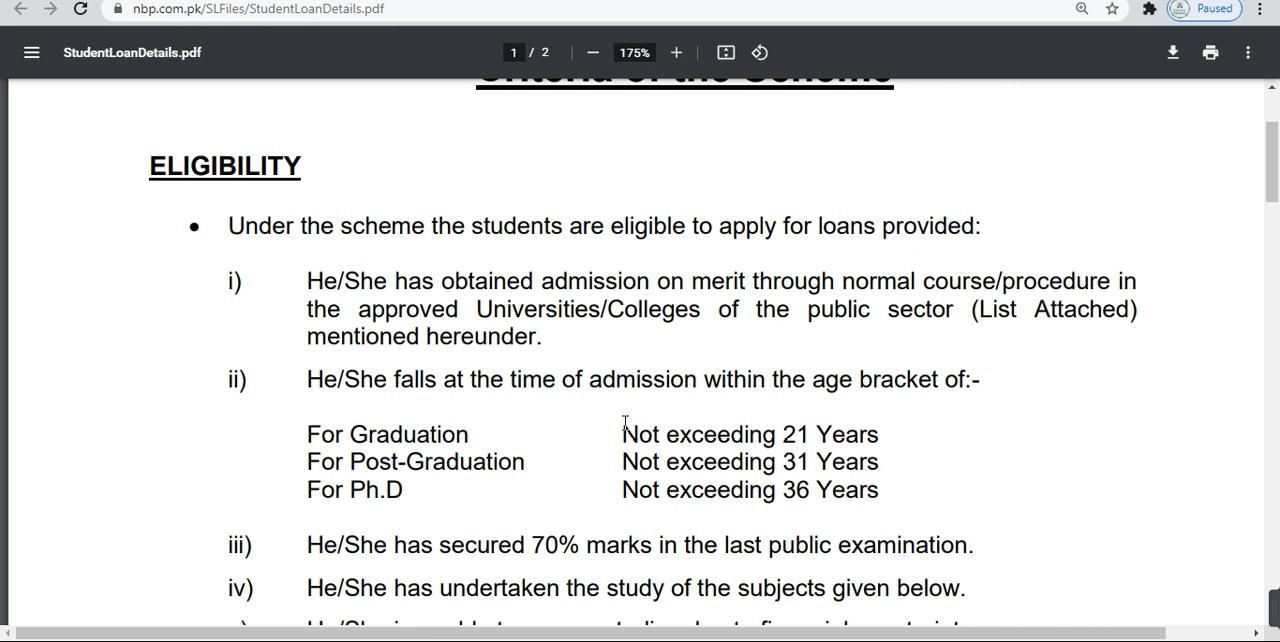 nbp.com.pk/SLFiles/StudentLoanDetails.pdf
Paused
StudentLoanDetails.pdf
1 / 2
175%
Criteria of the Scheme
ELIGIBILITY
• Under the scheme the students are eligible to apply for loans provided:
i) He/She has obtained admission on merit through normal course/procedure in
the approved Universities/Colleges of the public sector (List Attached)
mentioned hereunder.
ii) He/She falls at the time of admission within the age bracket of:-
For Graduation Not exceeding 21 Years
For Post-Graduation Not exceeding 31 Years
For Ph.D Not exceeding 36 Years
iii) He/She has secured 70% marks in the last public examination.
iv) He/She has undertaken the study of the subjects given below.